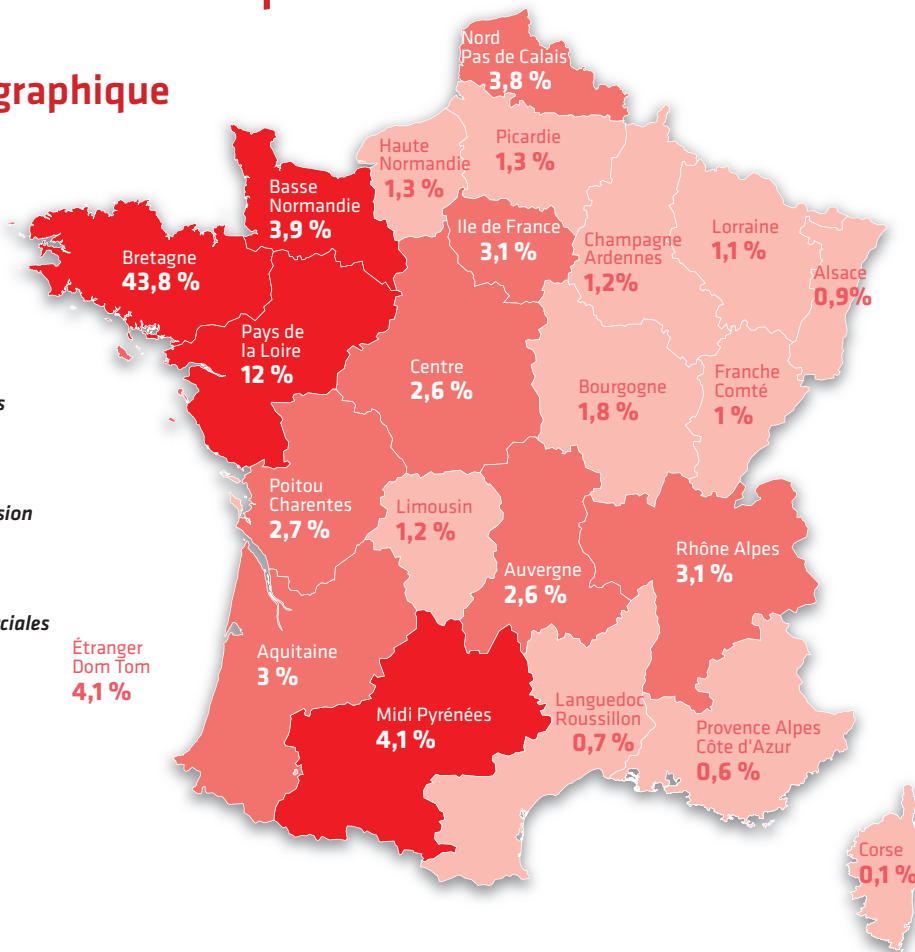 graphique
Nord
Pas de Calais
3,8 %
Picardie
1,3 %
Haute
Normandie
1,3 %
Basse
Normandie
3,9 %
Ile de France
3,1 %
Champagne
Ardennes
1,2%
Lorraine
1,1 %
Alsace
0,9%
Bretagne
43,8 %
Pays de
la Loire
12 %
Centre
2,6 %
Bourgogne
1,8 %
Franche
Comté
1 %
s
Poitou
Charentes
2,7 %
Limousin
1,2 %
sion
Auvergne
2,6 %
Rhône Alpes
3,1 %
rciales
Étranger
Dom Tom
4,1 %
Aquitaine
3 %
Midi Pyrénées
4,1 %
Languedoc
Roussillon
0,7 %
Provence Alpes
Côte d'Azur
0,6 %
Corse
0,1 %